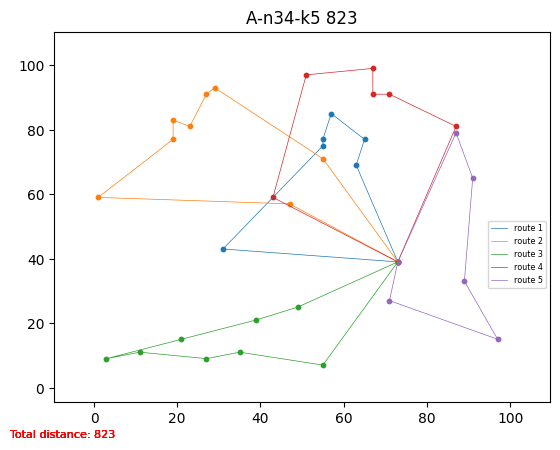 A-n34-k5 823
100
80
60
40
20
0
route 1
route 2
route 3
route 4
route 5
0 20 40 60 80 100
Total distance: 823